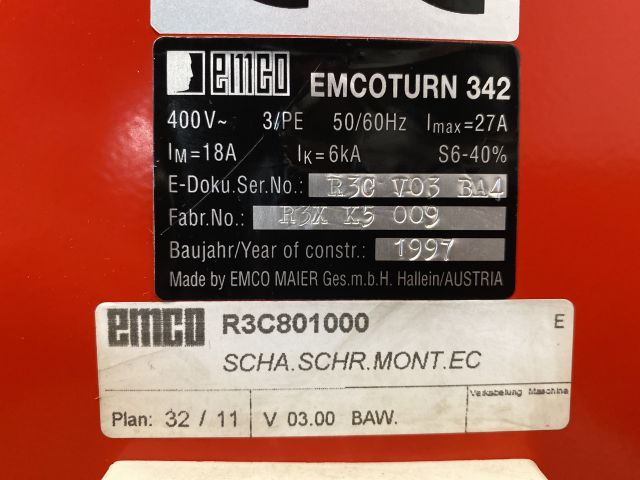 emco EMCOTURN 342
400V~ 3/PE 50/60Hz Imax=27A
IM=18A IK=6kA S6-40%
E-Doku.Ser.No.: R3C V03 BA4
Fabr.No.: R3X K5 009
Baujahr/Year of constr.: 1997
Made by EMCO MAIER Ges.m.b.H. Hallein/AUSTRIA
emco R3C801000 E
SCHA.SCHR.MONT.EC
Verkabelung Maschine
Plan: 32 / 11 V 03.00 BAW.